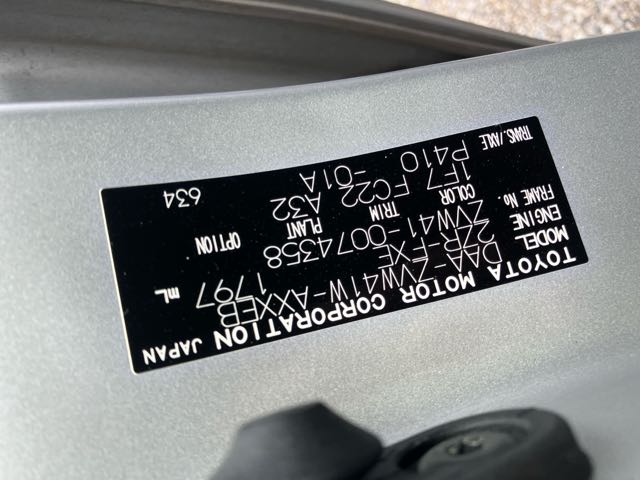 TOYOTA MOTOR CORPORATION JAPAN
MODEL DAA-ZVW41W-AXXEB
ENGINE 2ZR-FXE 1797 mL
FRAME No. ZVW41-0074358
COLOR TRIM PLANT OPTION
1F7 FC22 A32 634
TRANS./AXLE P410 -01A